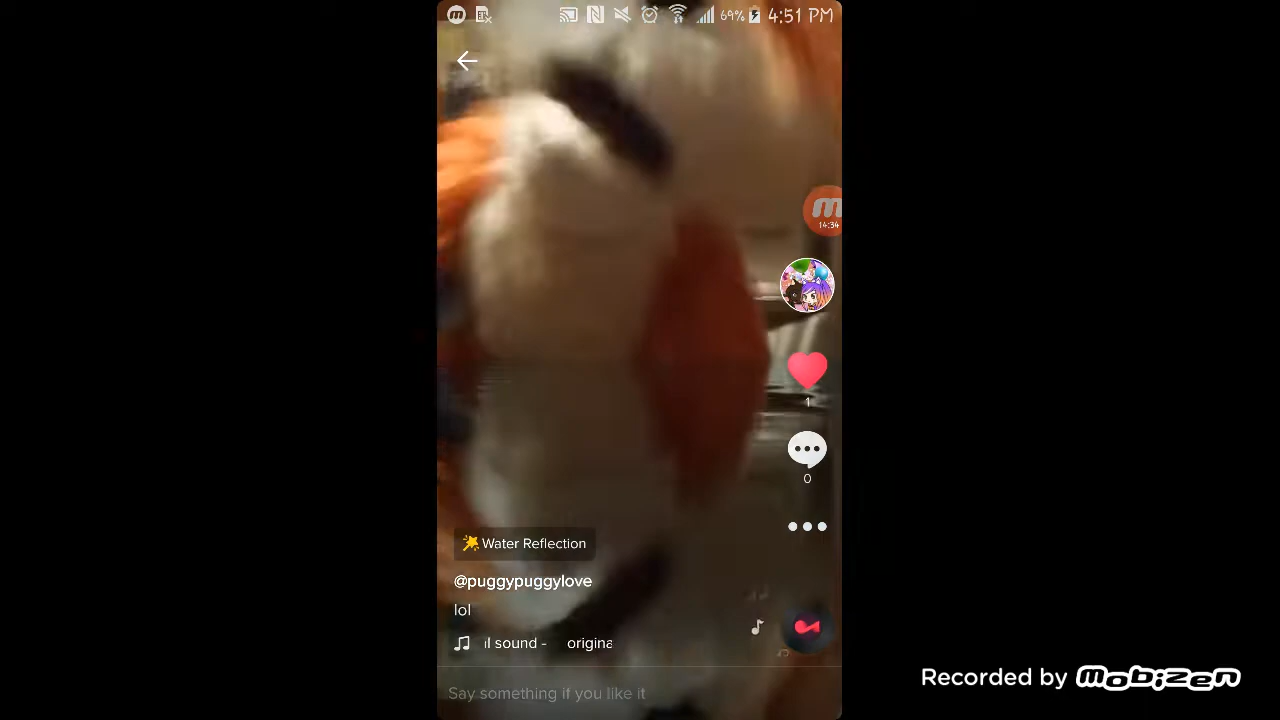 69% 4:51 PM
14:34
1
0
Water Reflection
@puggypuggylove
lol
l sound - origina
Say something if you like it
Recorded by mobizen